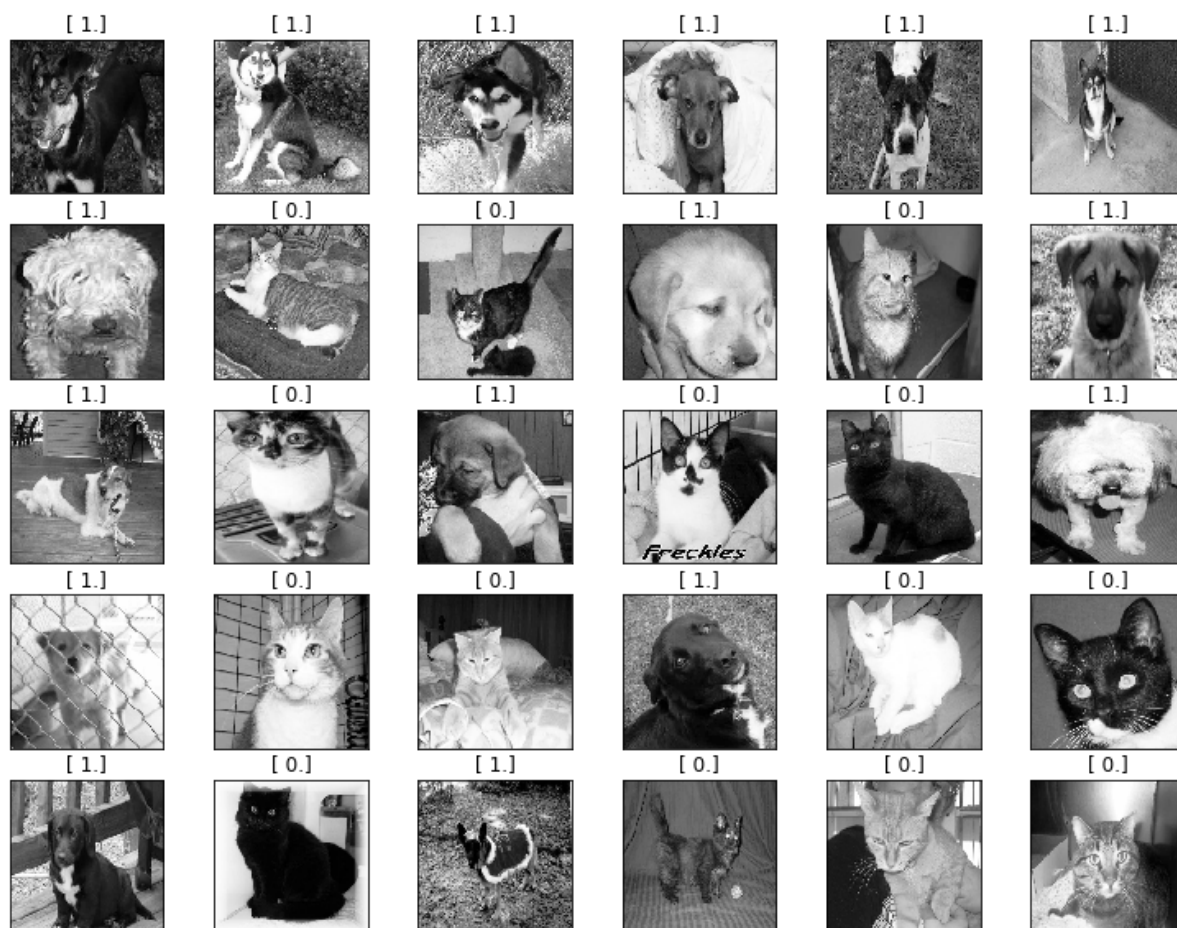 [ 1.] [ 1.] [ 1.] [ 1.] [ 1.] [ 1.]
[ 1.] [ 0.] [ 0.] [ 1.] [ 0.] [ 1.]
[ 1.] [ 0.] [ 1.] [ 0.] [ 0.] [ 1.]
Freckles
[ 1.] [ 0.] [ 0.] [ 1.] [ 0.] [ 0.]
[ 1.] [ 0.] [ 1.] [ 0.] [ 0.] [ 0.]